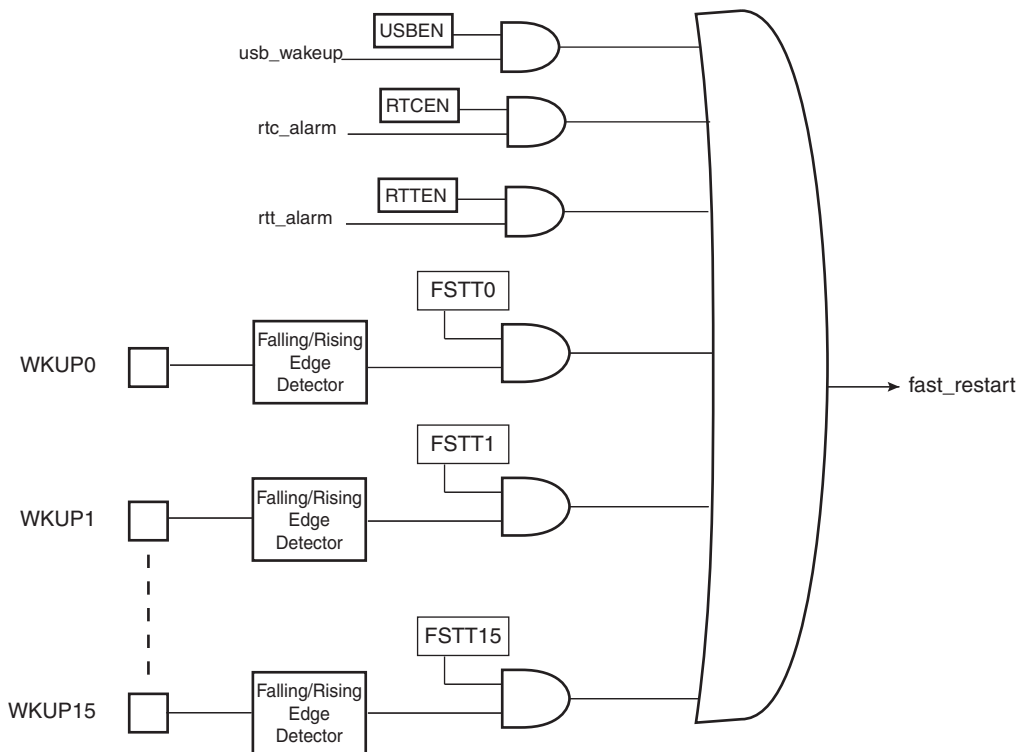 USBEN
usb_wakeup
RTCEN
rtc_alarm
RTTEN
rtt_alarm
FSTT0
WKUP0
Falling/Rising
Edge
Detector
fast_restart
FSTT1
WKUP1
Falling/Rising
Edge
Detector
FSTT15
WKUP15
Falling/Rising
Edge
Detector